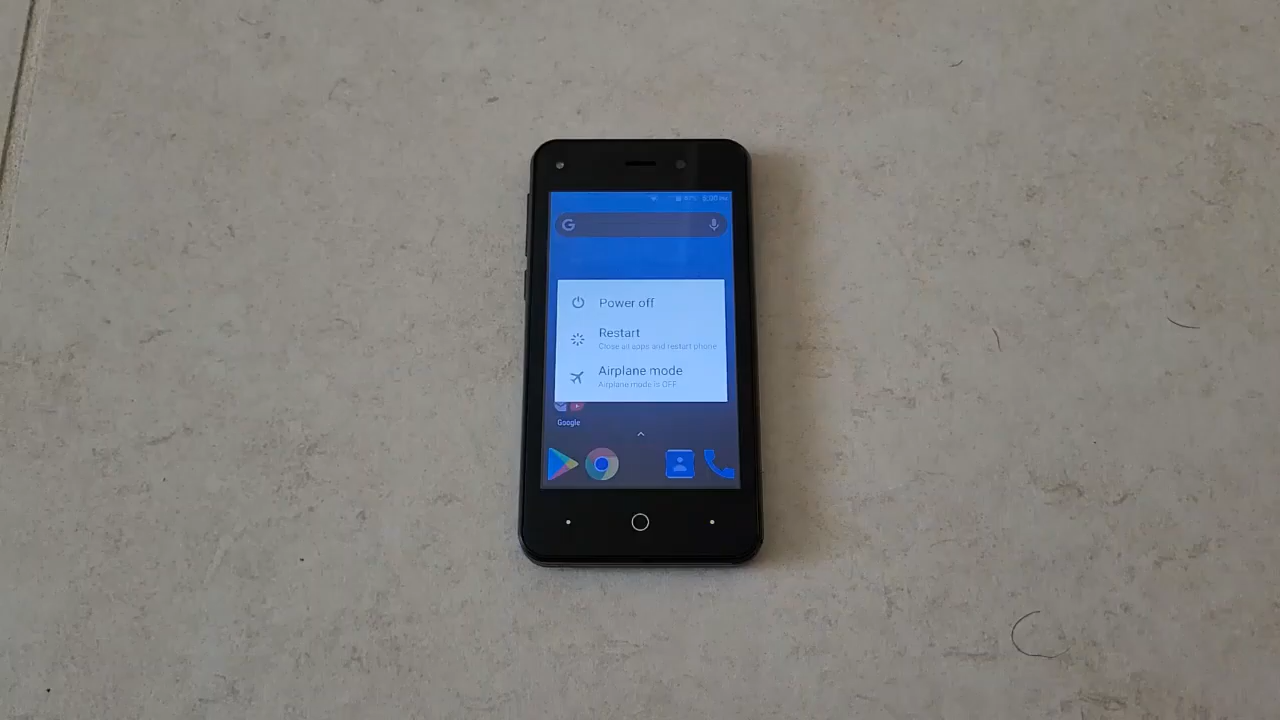 G
Power off
Restart
Close all apps and restart phone
Airplane mode
Airplane mode is OFF
Google